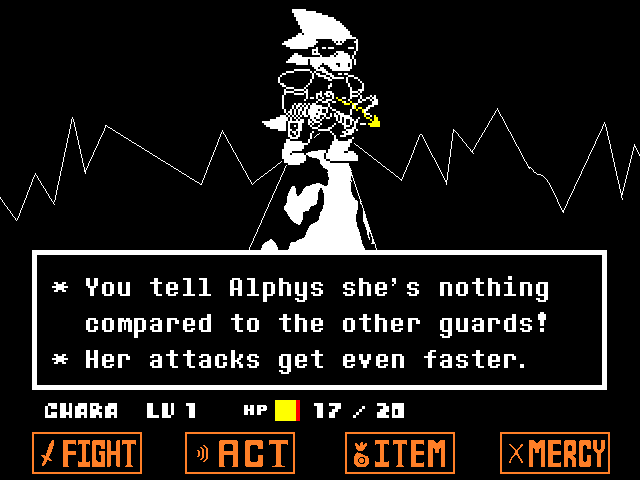 * You tell Alphys she's nothing
compared to the other guards!
* Her attacks get even faster.
CHARA LV 1 HP 17 / 20
FIGHT ACT ITEM MERCY